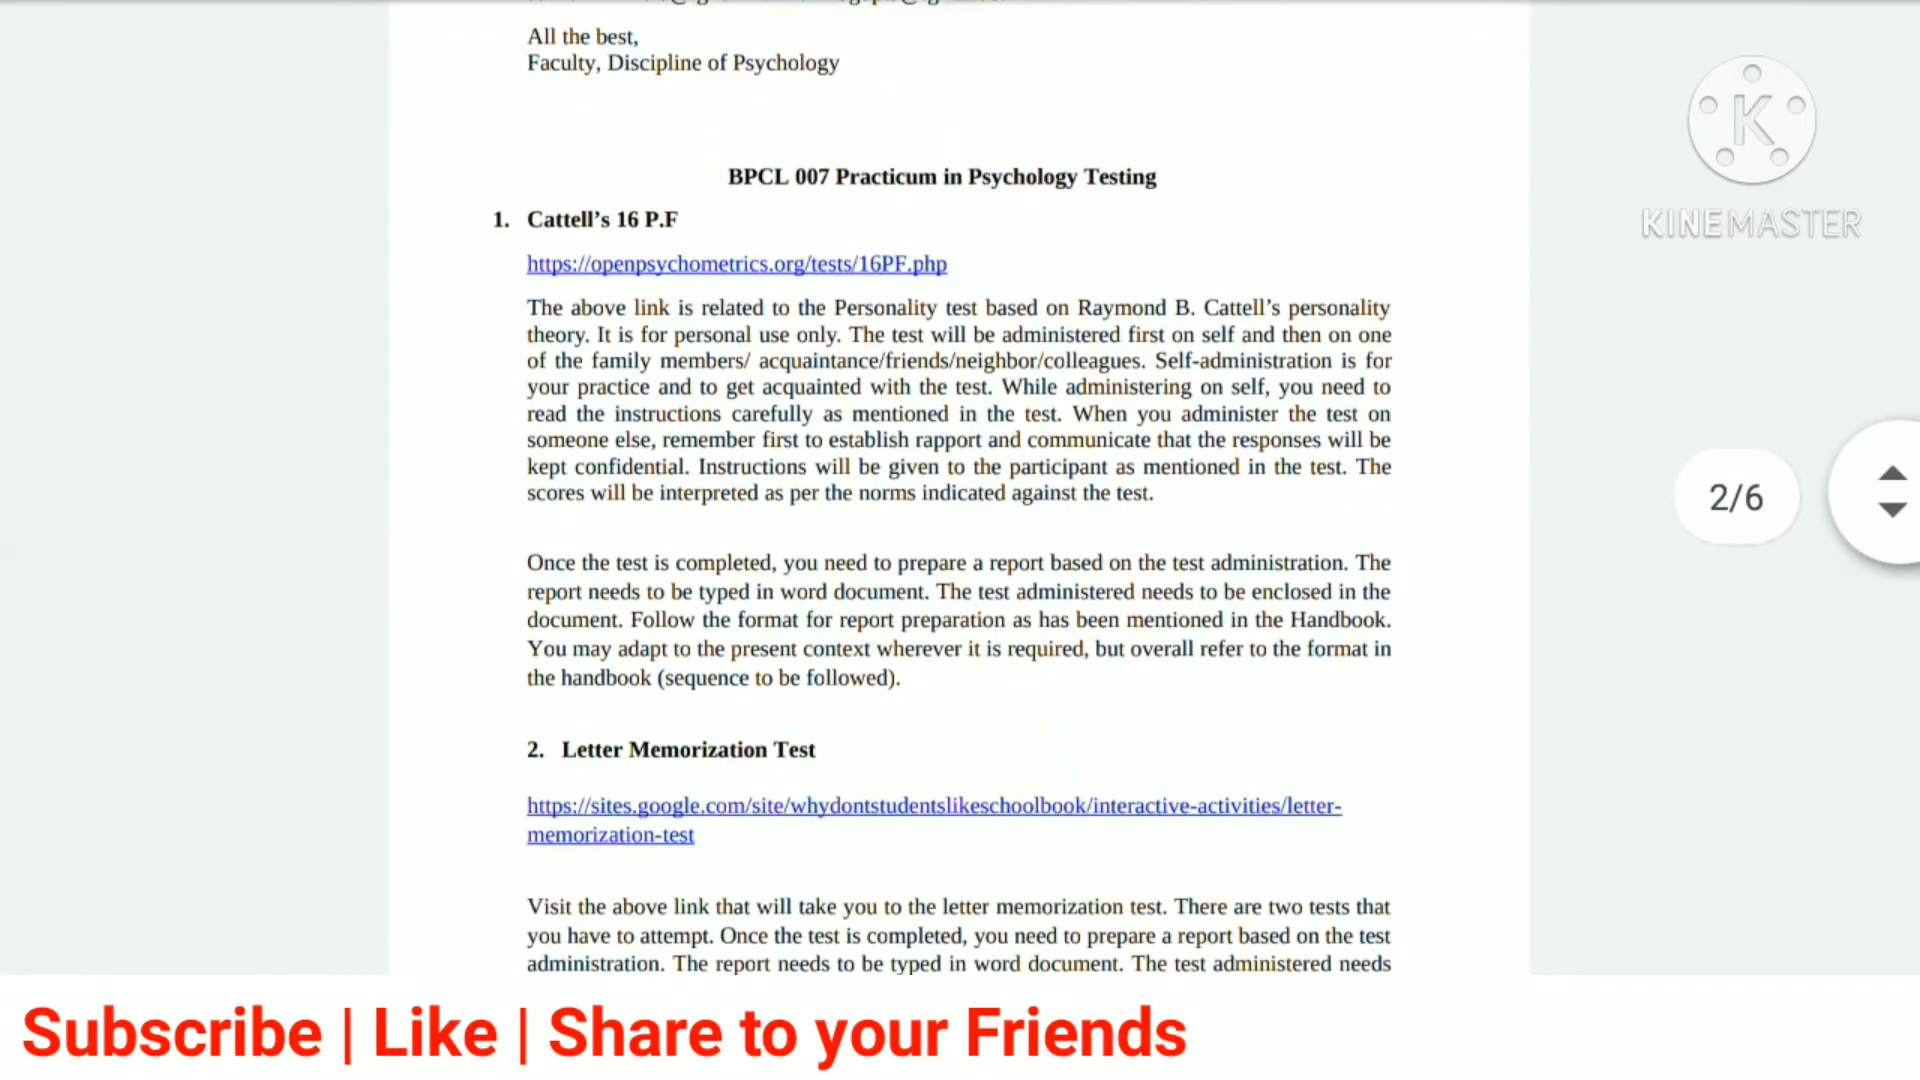 All the best,
Faculty, Discipline of Psychology
BPCL 007 Practicum in Psychology Testing
1. Cattell’s 16 P.F
https://openpsychometrics.org/tests/16PF.php
The above link is related to the Personality test based on Raymond B. Cattell’s personality
theory. It is for personal use only. The test will be administered first on self and then on one
of the family members/ acquaintance/friends/neighbor/colleagues. Self-administration is for
your practice and to get acquainted with the test. While administering on self, you need to
read the instructions carefully as mentioned in the test. When you administer the test on
someone else, remember first to establish rapport and communicate that the responses will be
kept confidential. Instructions will be given to the participant as mentioned in the test. The
scores will be interpreted as per the norms indicated against the test.
Once the test is completed, you need to prepare a report based on the test administration. The
report needs to be typed in word document. The test administered needs to be enclosed in the
document. Follow the format for report preparation as has been mentioned in the Handbook.
You may adapt to the present context wherever it is required, but overall refer to the format in
the handbook (sequence to be followed).
2. Letter Memorization Test
https://sites.google.com/site/whydontstudentslikeschoolbook/interactive-activities/letter-
memorization-test
Visit the above link that will take you to the letter memorization test. There are two tests that
you have to attempt. Once the test is completed, you need to prepare a report based on the test
administration. The report needs to be typed in word document. The test administered needs
K
KINEMASTER
2/6
Subscribe | Like | Share to your Friends